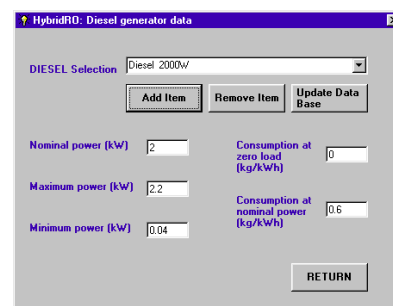 HybridRO: Diesel generator data
DIESEL Selection
Diesel 2000W
Add Item
Remove Item
Update Data
Base
Nominal power (kW)
2
Consumption at
zero load
(kg/kWh)
0
Maximum power (kW)
2.2
Consumption at
nominal power
(kg/kWh)
0.6
Minimum power (kW)
0.04
RETURN